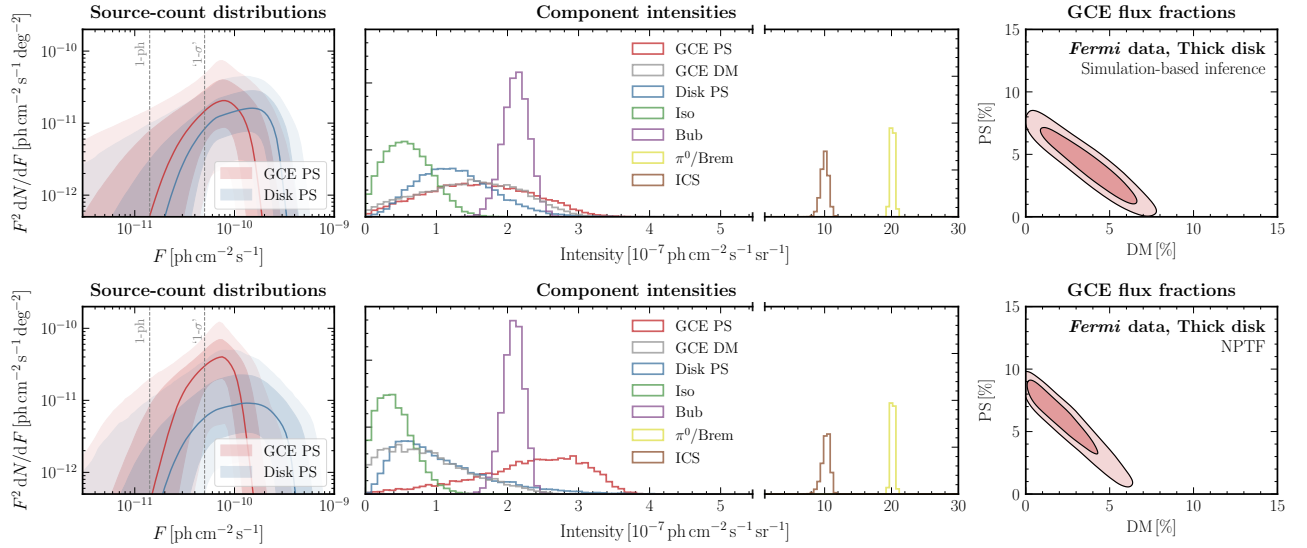 Source-count distributions
Component intensities
GCE flux fractions
F² dN/dF [ph cm⁻² s⁻¹ deg⁻²]
10⁻¹⁰
10⁻¹¹
10⁻¹²
1-ph
'1-σ'
GCE PS
Disk PS
10⁻¹¹ 10⁻¹⁰ 10⁻⁹
F [ph cm⁻² s⁻¹]
GCE PS
GCE DM
Disk PS
Iso
Bub
π⁰/Brem
ICS
0 1 2 3 4 5 10 20 30
Intensity [10⁻⁷ ph cm⁻² s⁻¹ sr⁻¹]
Fermi data, Thick disk
Simulation-based inference
PS [%]
15
10
5
0
0 5 10 15
DM [%]
Source-count distributions
Component intensities
GCE flux fractions
F² dN/dF [ph cm⁻² s⁻¹ deg⁻²]
10⁻¹⁰
10⁻¹¹
10⁻¹²
1-ph
'1-σ'
GCE PS
Disk PS
10⁻¹¹ 10⁻¹⁰ 10⁻⁹
F [ph cm⁻² s⁻¹]
GCE PS
GCE DM
Disk PS
Iso
Bub
π⁰/Brem
ICS
0 1 2 3 4 5 10 20 30
Intensity [10⁻⁷ ph cm⁻² s⁻¹ sr⁻¹]
Fermi data, Thick disk
NPTF
PS [%]
15
10
5
0
0 5 10 15
DM [%]